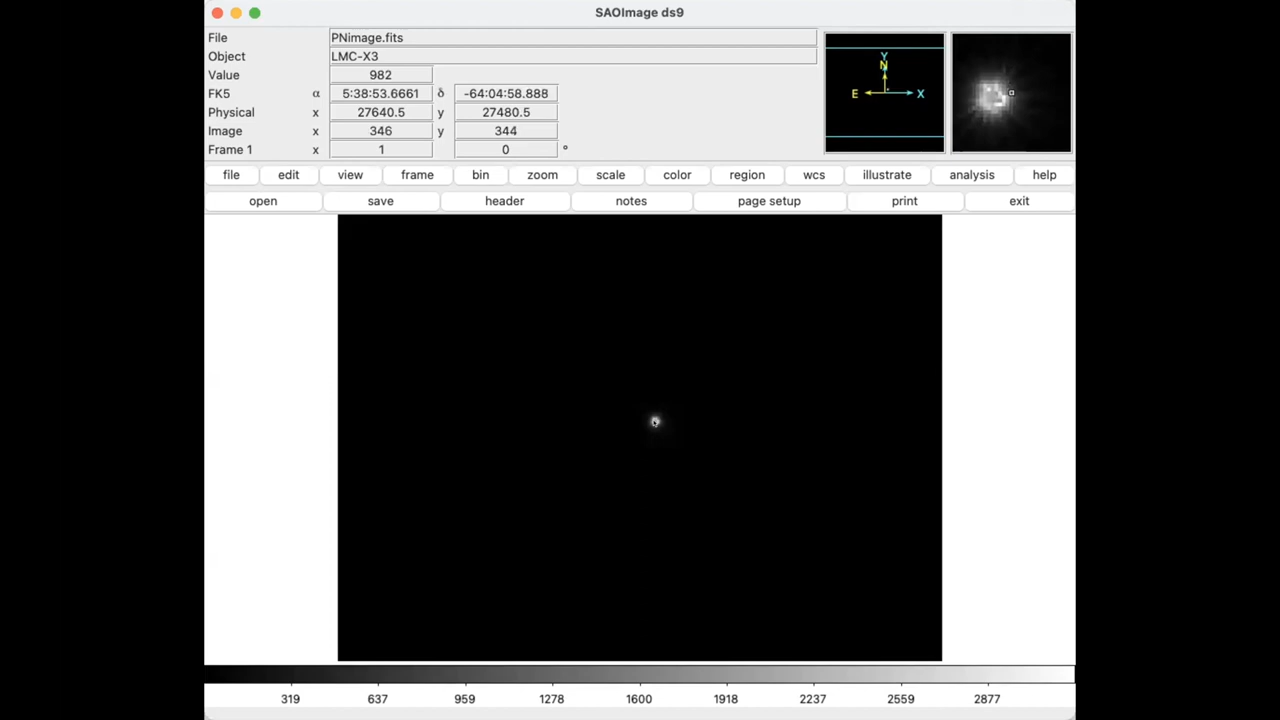 SAOImage ds9
File PNimage.fits
Object LMC-X3
Value 982
FK5 α 5:38:53.6661 δ -64:04:58.888
Physical x 27640.5 y 27480.5
Image x 346 y 344
Frame 1 x 1 0 °
Y
N
E X
file edit view frame bin zoom scale color region wcs illustrate analysis help
open save header notes page setup print exit
319 637 959 1278 1600 1918 2237 2559 2877